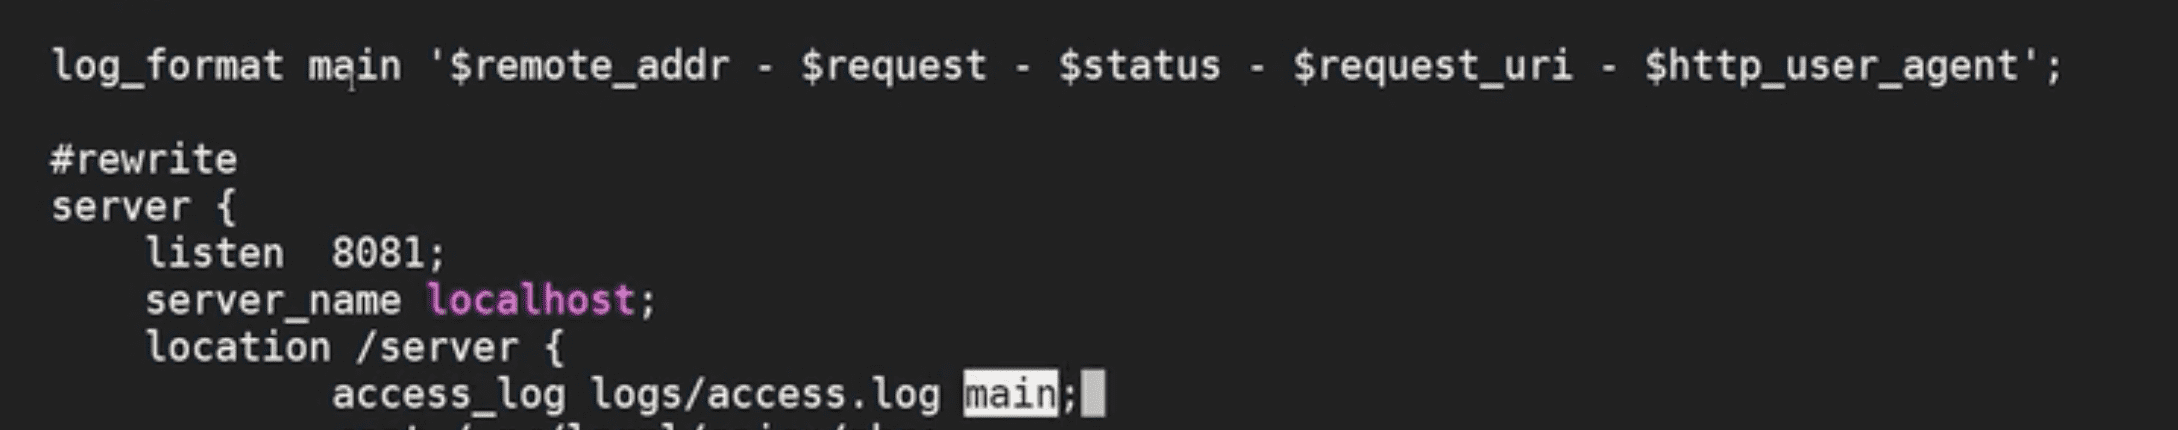 log_format main '$remote_addr - $request - $status - $request_uri - $http_user_agent';
#rewrite
server {
    listen  8081;
    server_name localhost;
    location /server {
            access_log logs/access.log main;